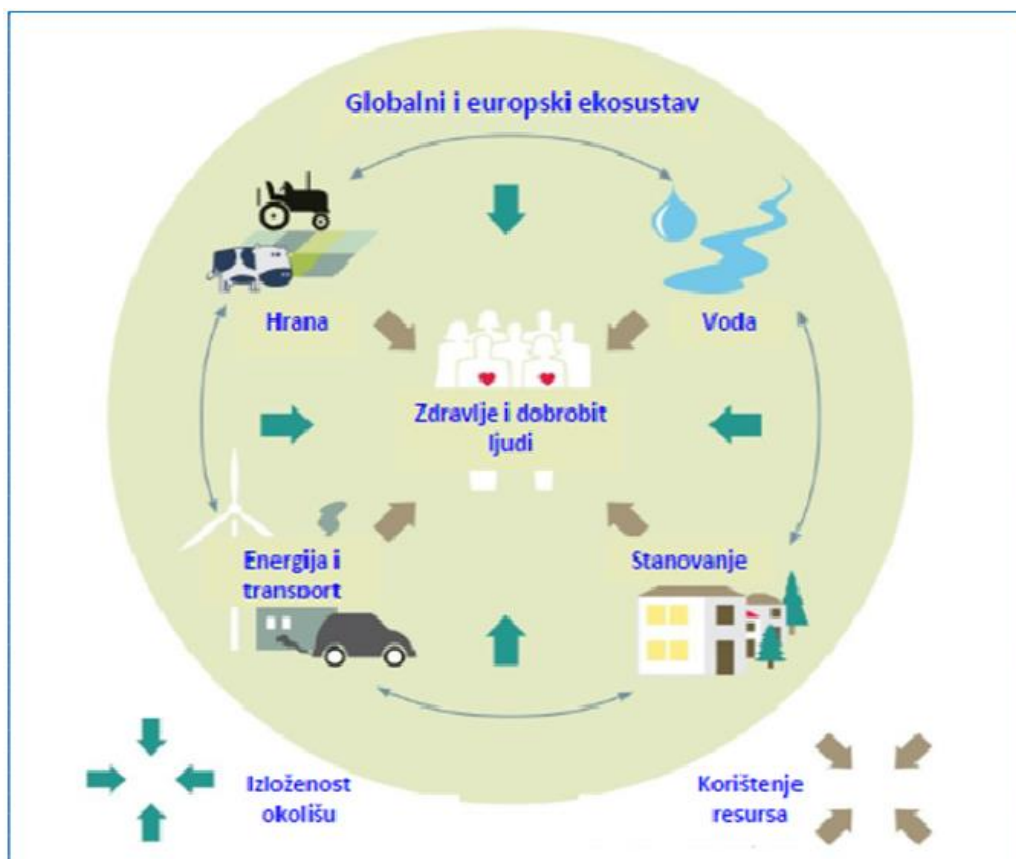 Globalni i europski ekosustav
Hrana
Voda
Zdravlje i dobrobit
ljudi
Energija i
transport
Stanovanje
Izloženost
okolišu
Korištenje
resursa